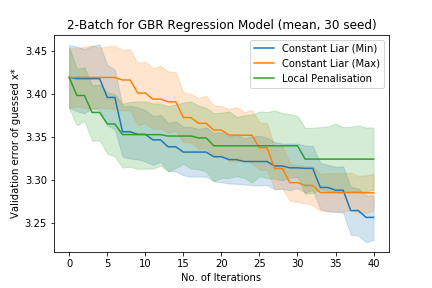 2-Batch for GBR Regression Model (mean, 30 seed)
Constant Liar (Min)
Constant Liar (Max)
Local Penalisation
Validation error of guessed x*
3.45
3.40
3.35
3.30
3.25
0 5 10 15 20 25 30 35 40
No. of Iterations